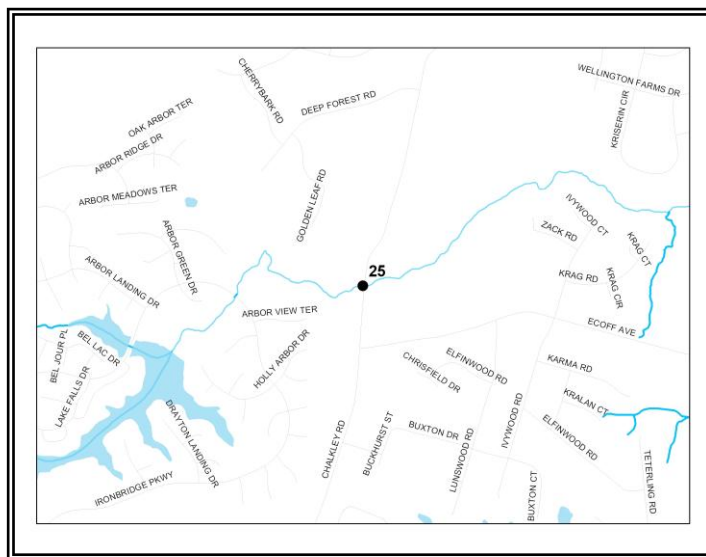 WELLINGTON FARMS DR
CHERRYBARK RD
DEEP FOREST RD
KRISERIN CIR
OAK ARBOR TER
ARBOR RIDGE DR
ARBOR MEADOWS TER
GOLDEN LEAF RD
IVYWOOD CT
ZACK RD
KRAG CT
ARBOR GREEN DR
ARBOR LANDING DR
25
KRAG RD
KRAG CIR
ARBOR VIEW TER
ECOFF AVE
BEL JOUR PL
BEL LAC DR
HOLLY ARBOR DR
CHRISFIELD DR
ELFINWOOD RD
KARMA RD
LAKE FALLS DR
DRAYTON LANDING DR
KRALAN CT
IVYWOOD RD
CHALKLEY RD
BUCKHURST ST
BUXTON DR
LUNSWOOD RD
ELFINWOOD RD
IRONBRIDGE PKWY
BUXTON CT
TETERLING RD